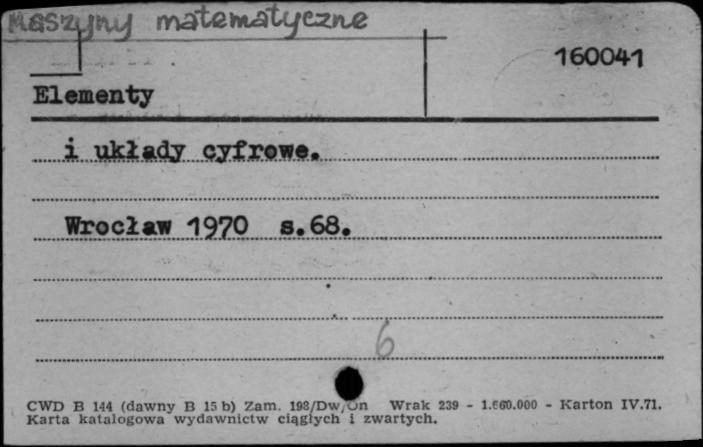 Maszyny matematyczne
160041
Elementy
i układy cyfrowe.
Wrocław 1970 s.68.
6
CWD B 144 (dawny B 15 b) Zam. 198/Dw/On Wrak 239 - 1.660.000 - Karton IV.71.
Karta katalogowa wydawnictw ciągłych i zwartych.